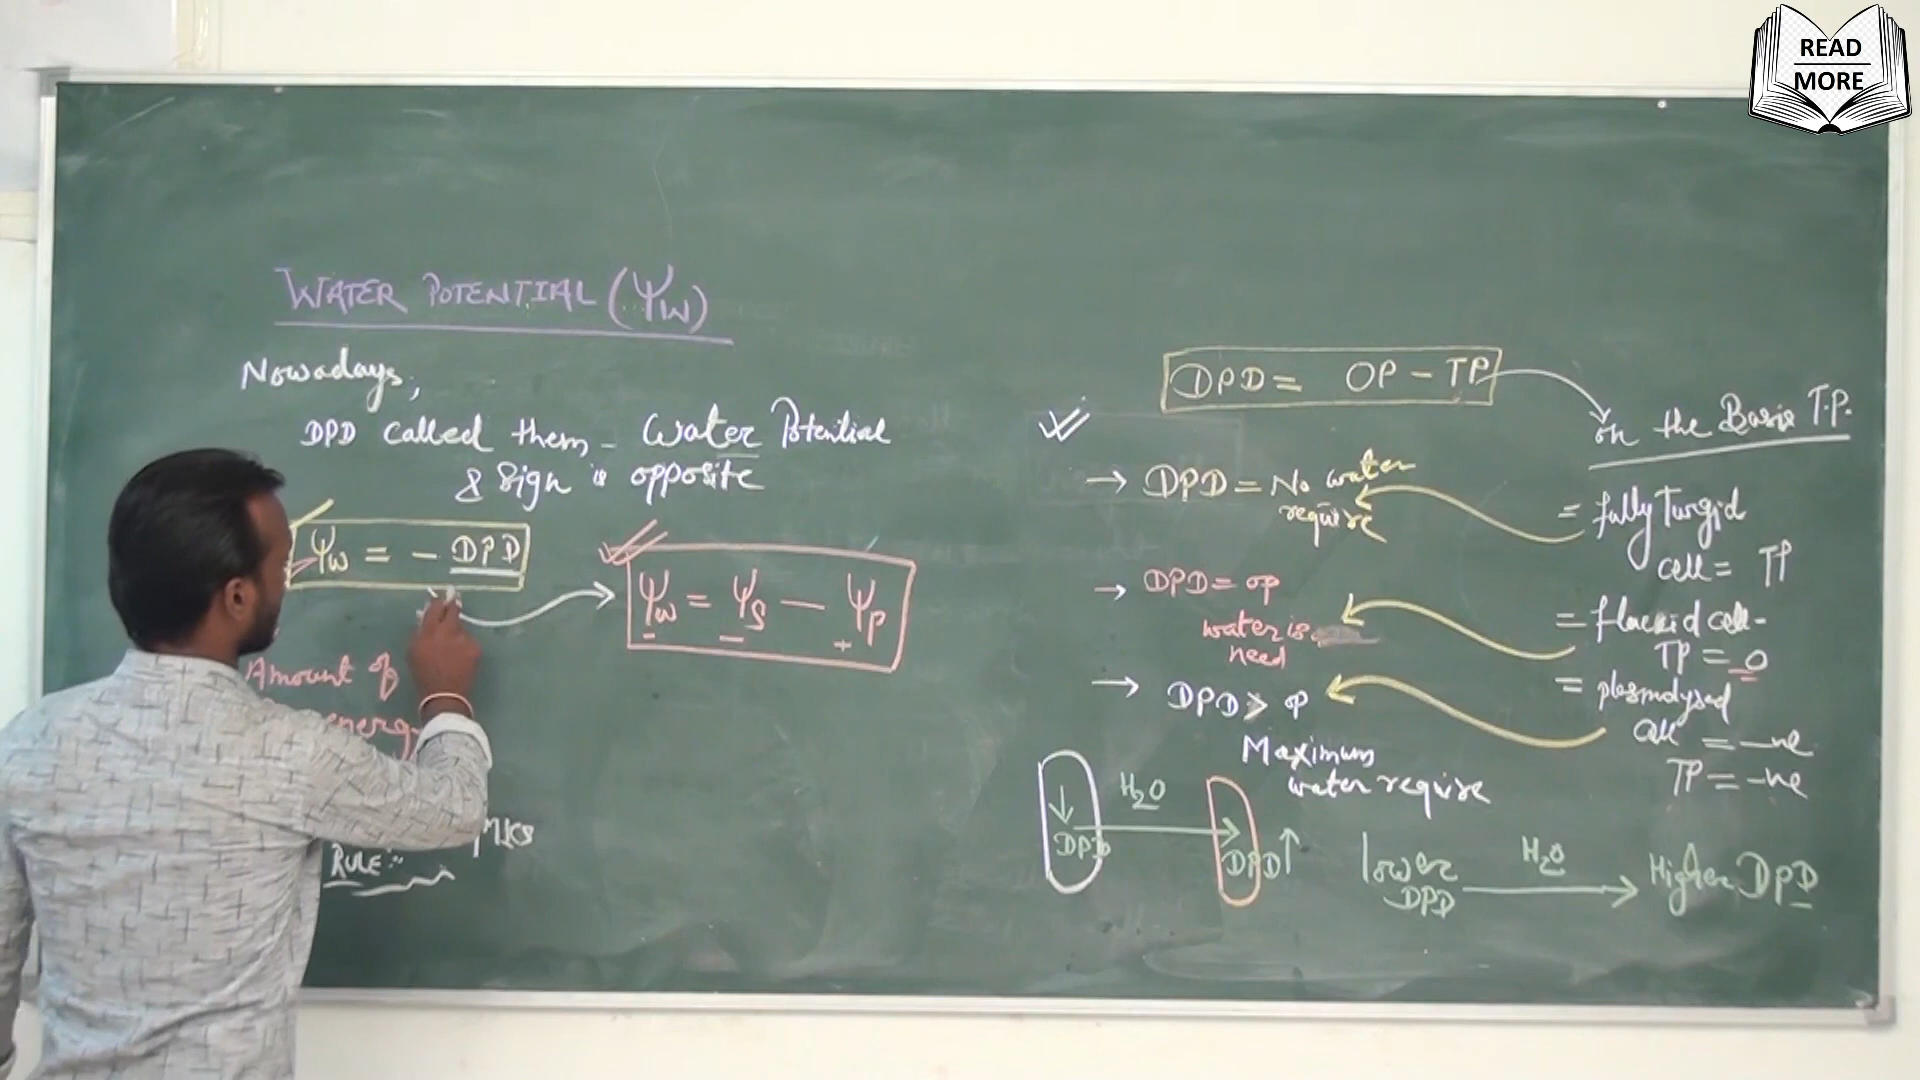 READ
MORE
WATER POTENTIAL (Ψw)
Nowadays,
DPD called them - Water Potential
& Sign is opposite
Ψw = - DPD
Ψw = Ψs — Ψp
- - +
Amount of
energy
MKS
RULE:-
DPD = OP - TP
on the Basis T.P.
→ DPD = No water
require
= fully Turgid
cell = TP
→ DPD = OP
water is
need
= flaccid cell-
TP = 0
→ DPD > OP
Maximum
water require
= plasmolysed
cell = -ve
TP = -ve
↓ DPD H2O → DPD ↑
lower
DPD H2O → Higher DPD